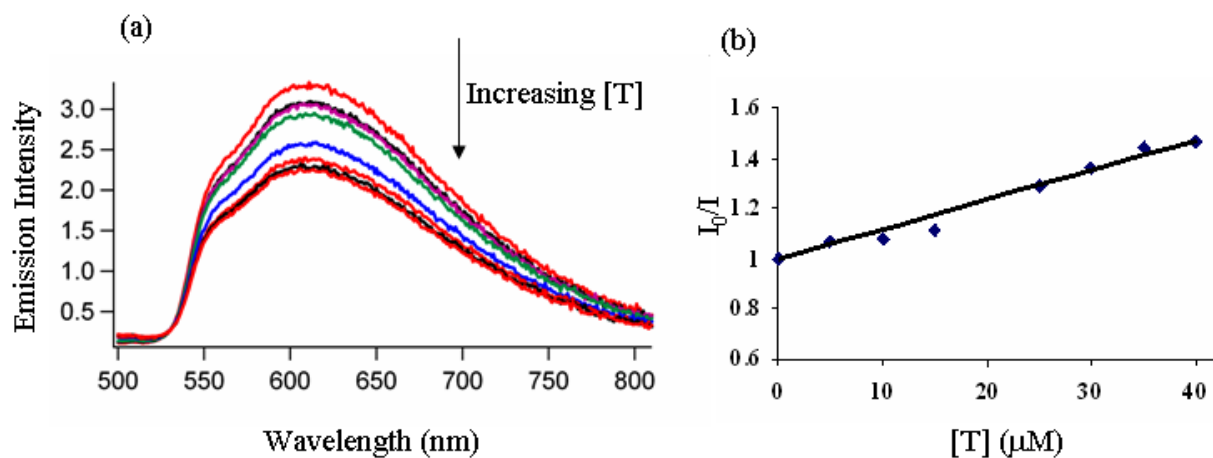 (a)
Increasing [T]
Emission Intensity
3.0
2.5
2.0
1.5
1.0
0.5
500 550 600 650 700 750 800
Wavelength (nm)
(b)
I₀/I
1.6
1.4
1.2
1
0.8
0.6
0 10 20 30 40
[T] (µM)